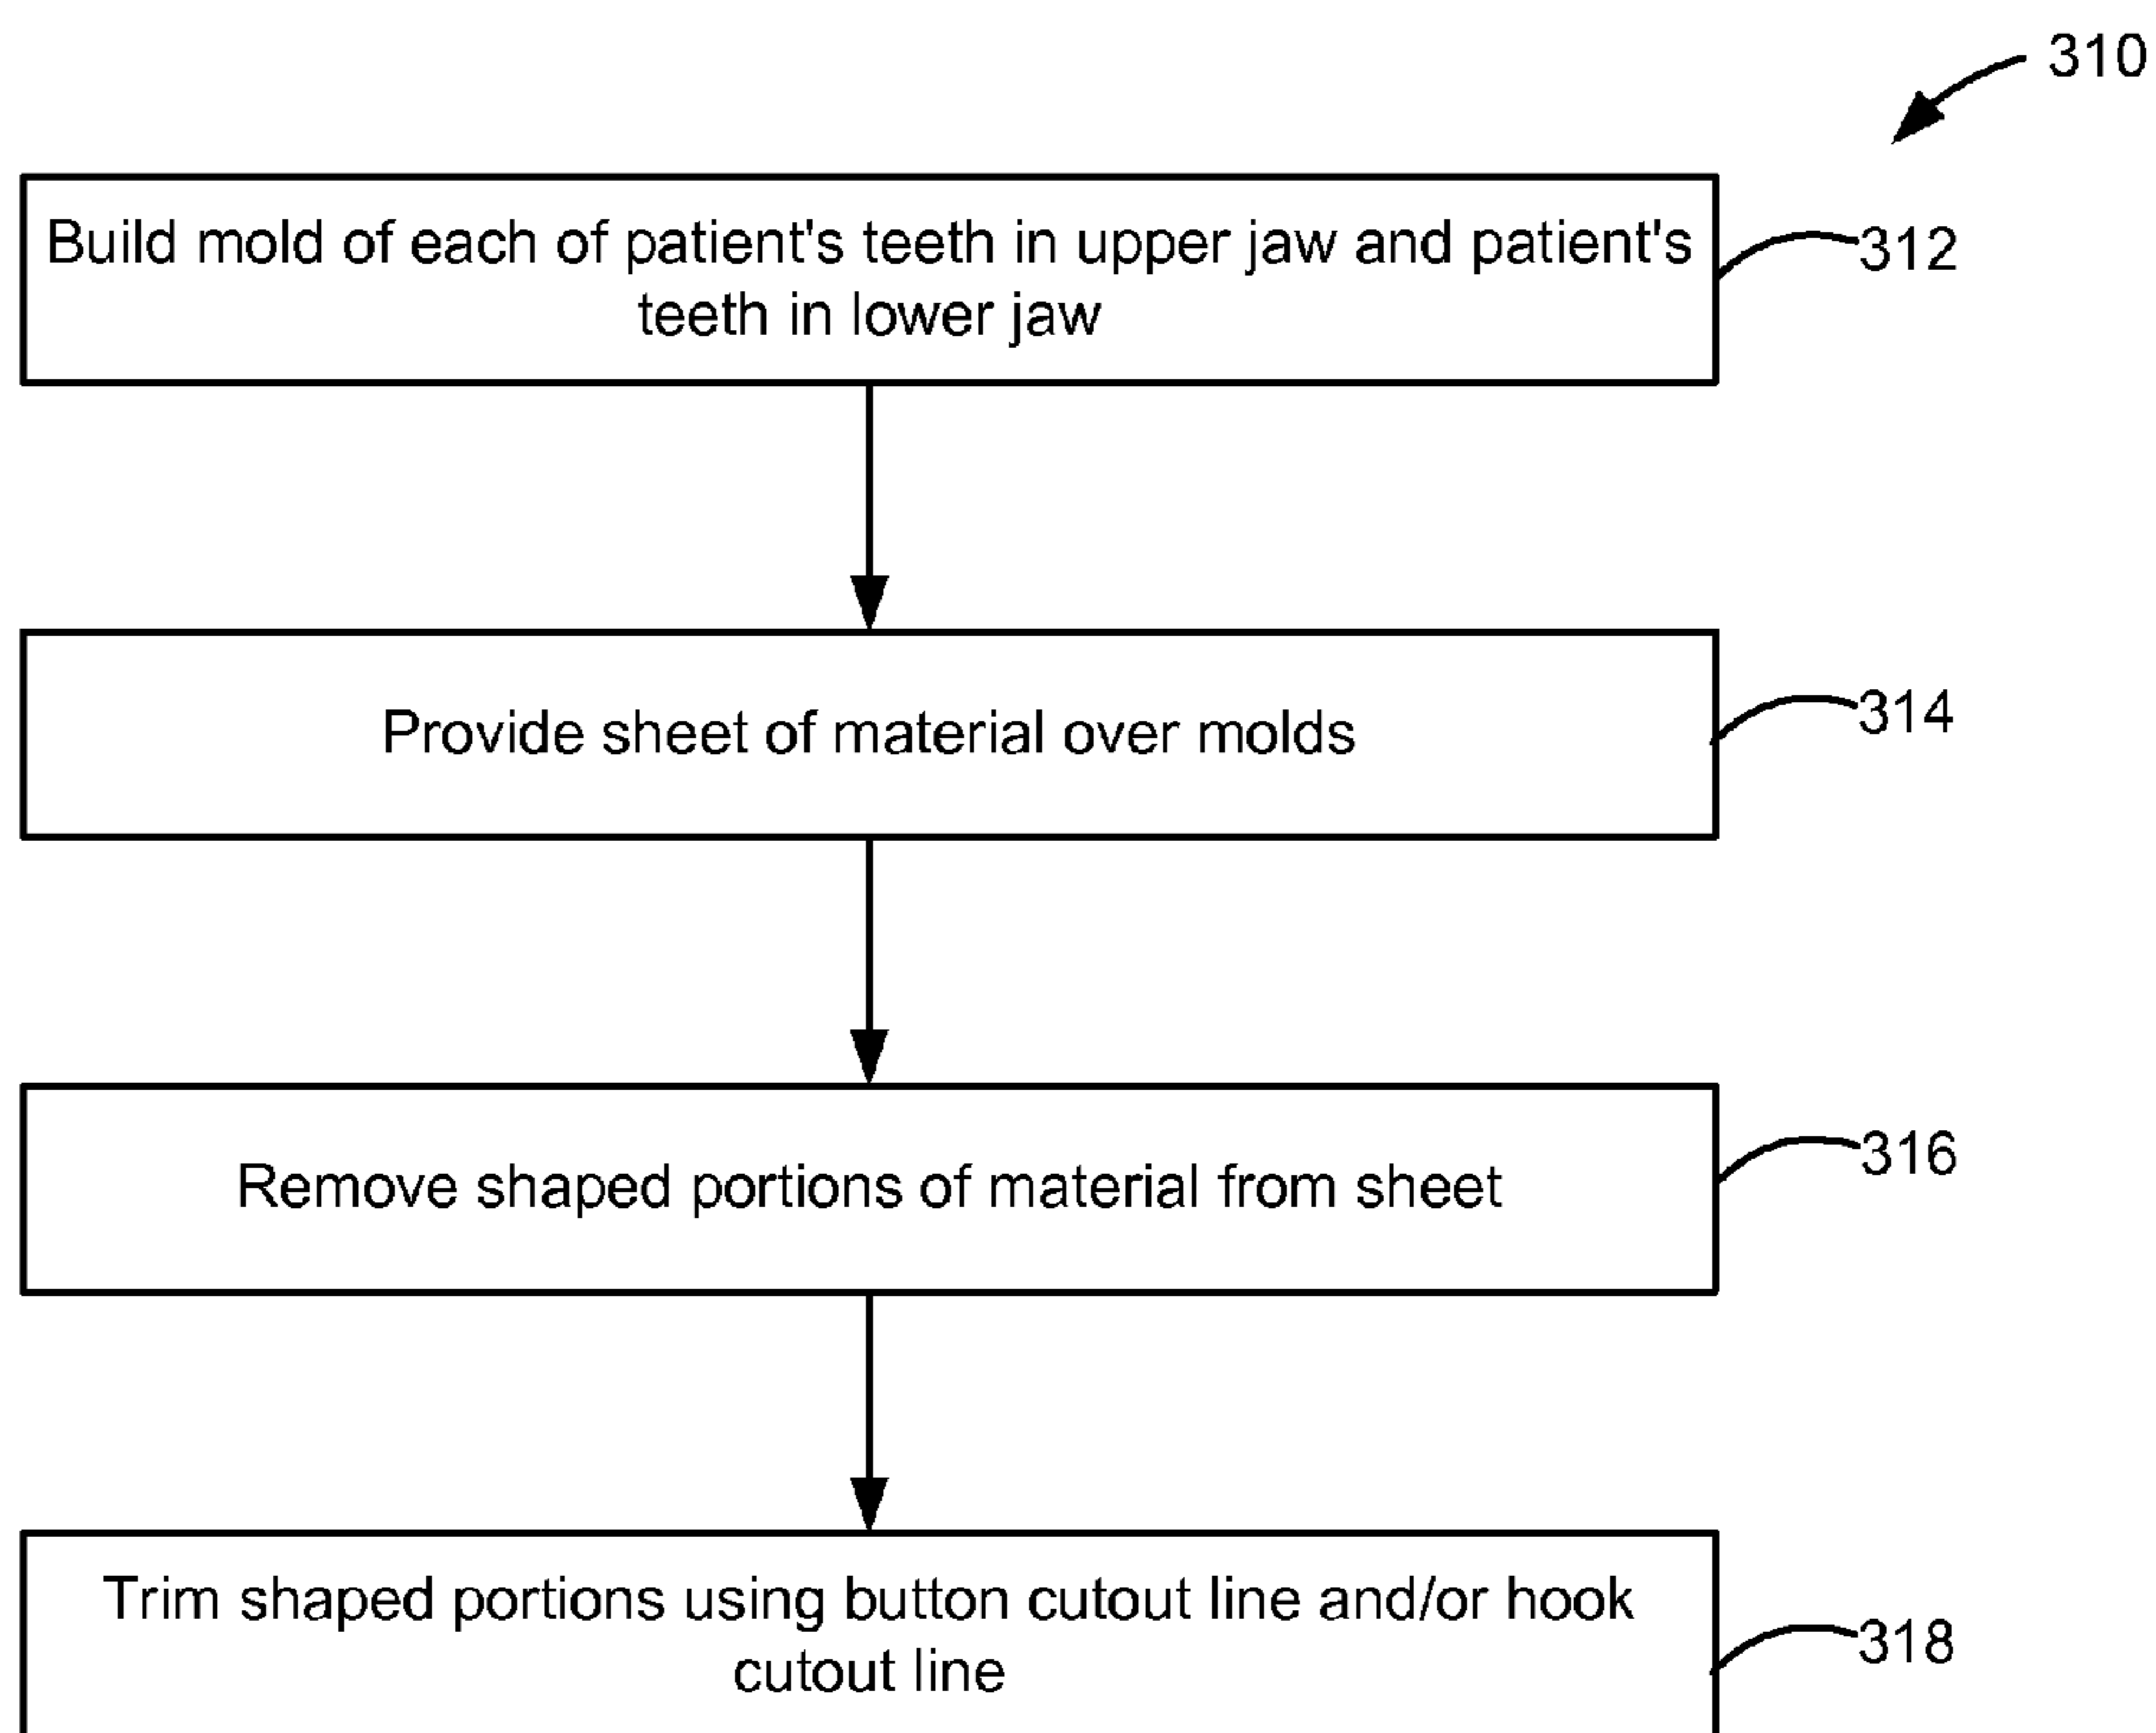 310
Build mold of each of patient's teeth in upper jaw and patient's
teeth in lower jaw
312
Provide sheet of material over molds
314
Remove shaped portions of material from sheet
316
Trim shaped portions using button cutout line and/or hook
cutout line
318